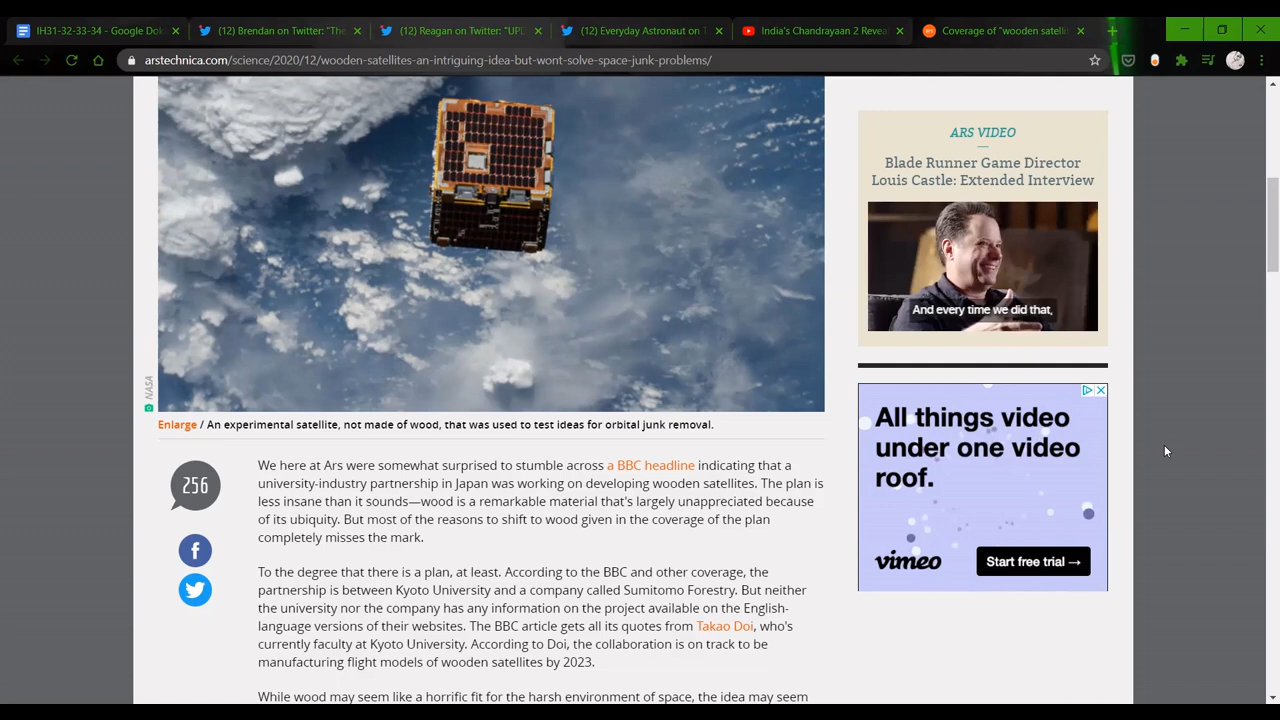 IH31-32-33-34 - Google Dok
(12) Brendan on Twitter: "The
(12) Reagan on Twitter: "UPD
(12) Everyday Astronaut on T
India's Chandrayaan 2 Revea
Coverage of "wooden satelli
arstechnica.com/science/2020/12/wooden-satellites-an-intriguing-idea-but-wont-solve-space-junk-problems/
NASA
Enlarge / An experimental satellite, not made of wood, that was used to test ideas for orbital junk removal.
256
We here at Ars were somewhat surprised to stumble across a BBC headline indicating that a
university-industry partnership in Japan was working on developing wooden satellites. The plan is
less insane than it sounds—wood is a remarkable material that's largely unappreciated because
of its ubiquity. But most of the reasons to shift to wood given in the coverage of the plan
completely misses the mark.
To the degree that there is a plan, at least. According to the BBC and other coverage, the
partnership is between Kyoto University and a company called Sumitomo Forestry. But neither
the university nor the company has any information on the project available on the English-
language versions of their websites. The BBC article gets all its quotes from Takao Doi, who's
currently faculty at Kyoto University. According to Doi, the collaboration is on track to be
manufacturing flight models of wooden satellites by 2023.
While wood may seem like a horrific fit for the harsh environment of space, the idea may seem
ARS VIDEO
Blade Runner Game Director
Louis Castle: Extended Interview
And every time we did that,
All things video
under one video
roof.
vimeo
Start free trial →